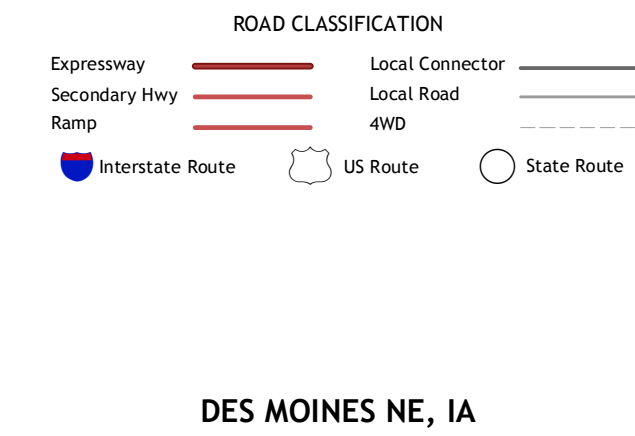 ROAD CLASSIFICATION
Expressway
Local Connector
Secondary Hwy
Local Road
Ramp
4WD
Interstate Route
US Route
State Route
DES MOINES NE, IA